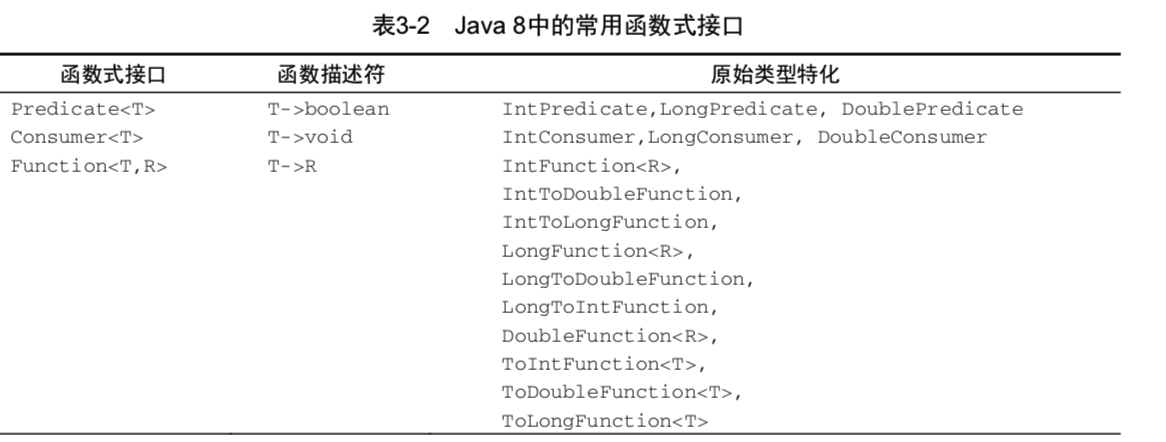 表3-2 Java 8中的常用函数式接口
函数式接口 函数描述符 原始类型特化
Predicate<T> T->boolean IntPredicate,LongPredicate, DoublePredicate
Consumer<T> T->void IntConsumer,LongConsumer, DoubleConsumer
Function<T,R> T->R IntFunction<R>,
IntToDoubleFunction,
IntToLongFunction,
LongFunction<R>,
LongToDoubleFunction,
LongToIntFunction,
DoubleFunction<R>,
ToIntFunction<T>,
ToDoubleFunction<T>,
ToLongFunction<T>